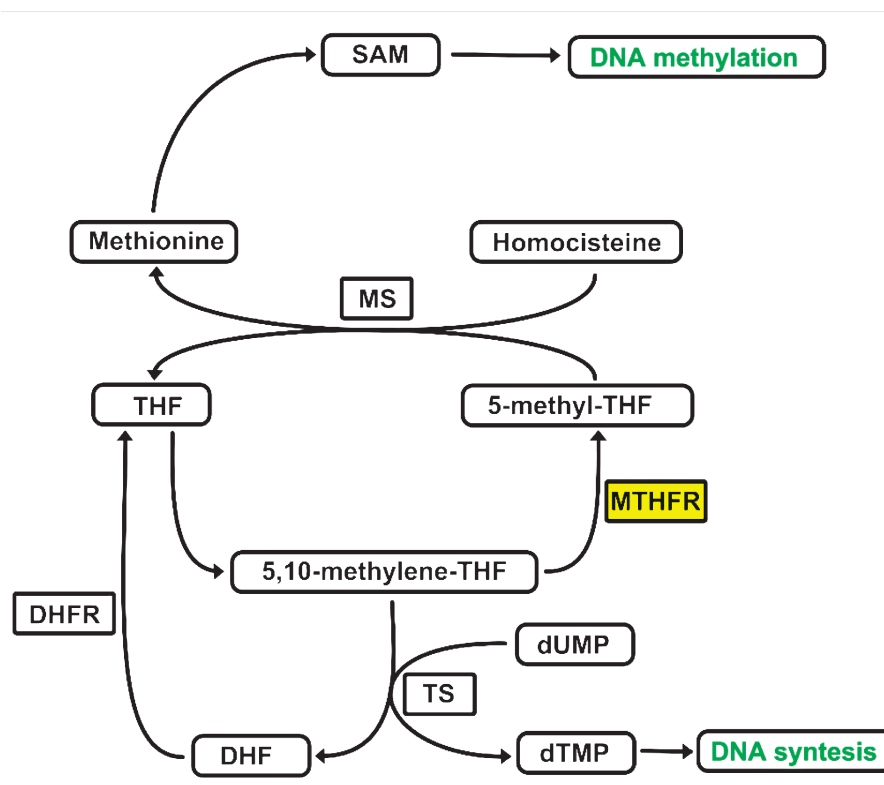 SAM
DNA methylation
Methionine
Homocisteine
MS
THF
5-methyl-THF
MTHFR
5,10-methylene-THF
DHFR
dUMP
TS
DHF
dTMP
DNA syntesis